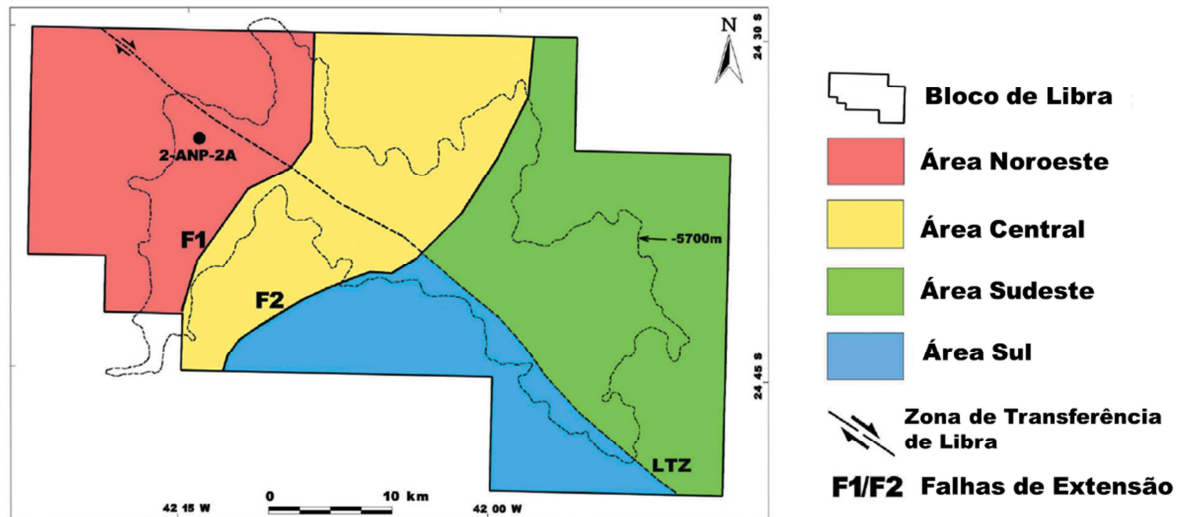 N
24 30 S
2-ANP-2A
F1
-5700m
F2
24 45 S
LTZ
0 10 km
42 15 W
42 00 W
Bloco de Libra
Área Noroeste
Área Central
Área Sudeste
Área Sul
Zona de Transferência
de Libra
F1/F2 Falhas de Extensão